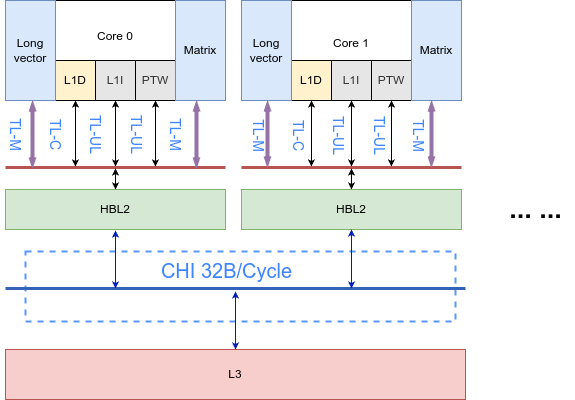 Long
vector
Core 0
Matrix
L1D
L1I
PTW
TL-M
TL-C
TL-UL
TL-UL
TL-M
HBL2
Long
vector
Core 1
Matrix
L1D
L1I
PTW
TL-M
TL-C
TL-UL
TL-UL
TL-M
HBL2
... ...
CHI 32B/Cycle
L3